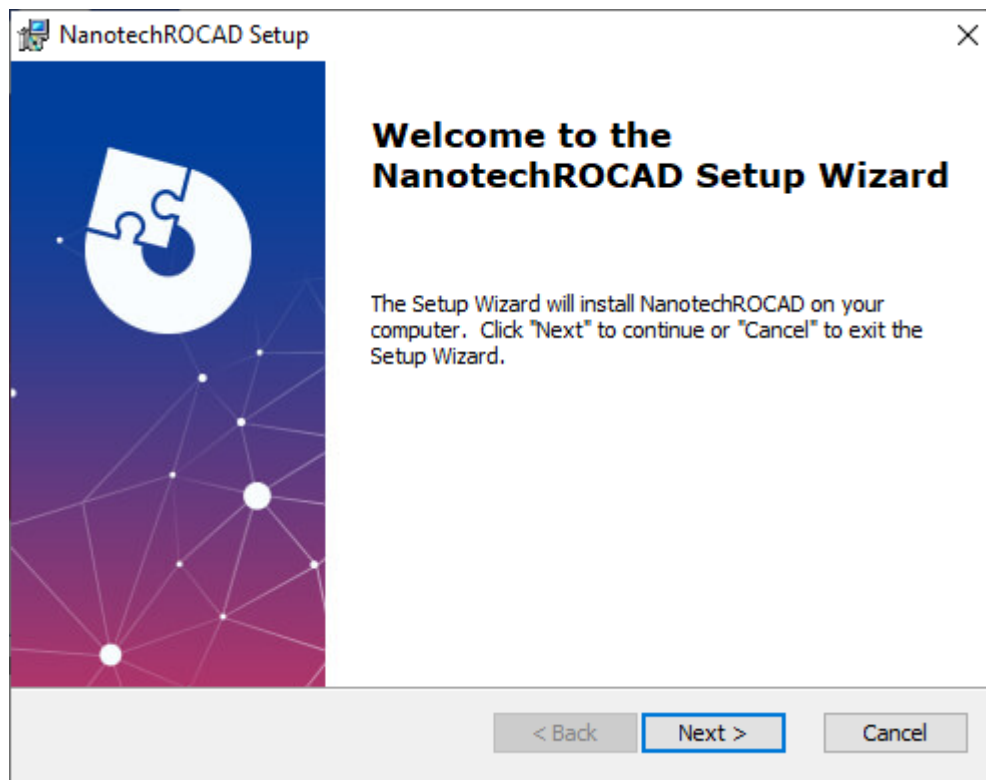 NanotechROCAD Setup
Welcome to the
NanotechROCAD Setup Wizard
The Setup Wizard will install NanotechROCAD on your
computer.  Click "Next" to continue or "Cancel" to exit the
Setup Wizard.
< Back
Next >
Cancel